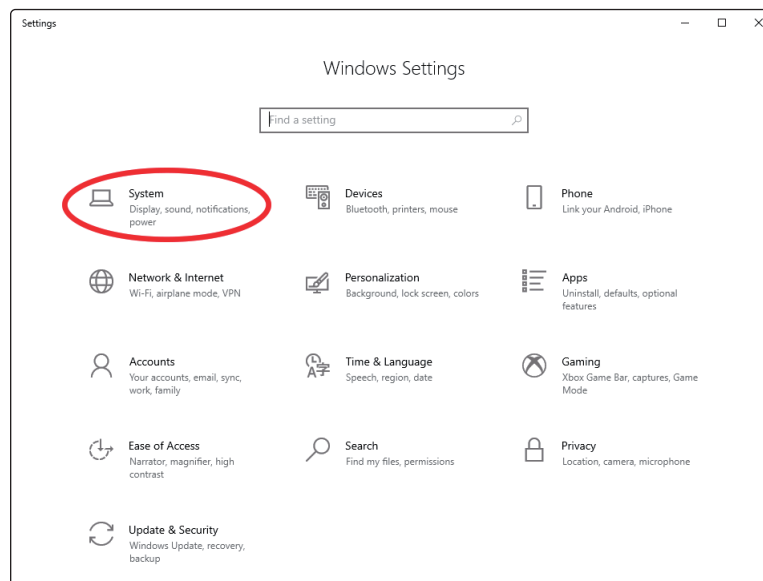 Settings
Windows Settings
Find a setting
System
Display, sound, notifications,
power
Devices
Bluetooth, printers, mouse
Phone
Link your Android, iPhone
Network & Internet
Wi-Fi, airplane mode, VPN
Personalization
Background, lock screen, colors
Apps
Uninstall, defaults, optional
features
Accounts
Your accounts, email, sync,
work, family
Time & Language
Speech, region, date
Gaming
Xbox Game Bar, captures, Game
Mode
Ease of Access
Narrator, magnifier, high
contrast
Search
Find my files, permissions
Privacy
Location, camera, microphone
Update & Security
Windows Update, recovery,
backup